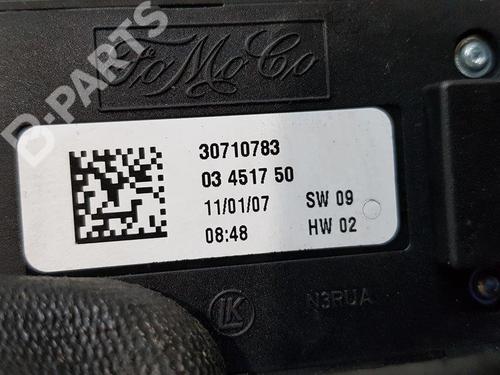 D-PARTS
FoMoCo
30710783
03 4517 50
11/01/07 SW 09
08:48 HW 02
LK N3RUA